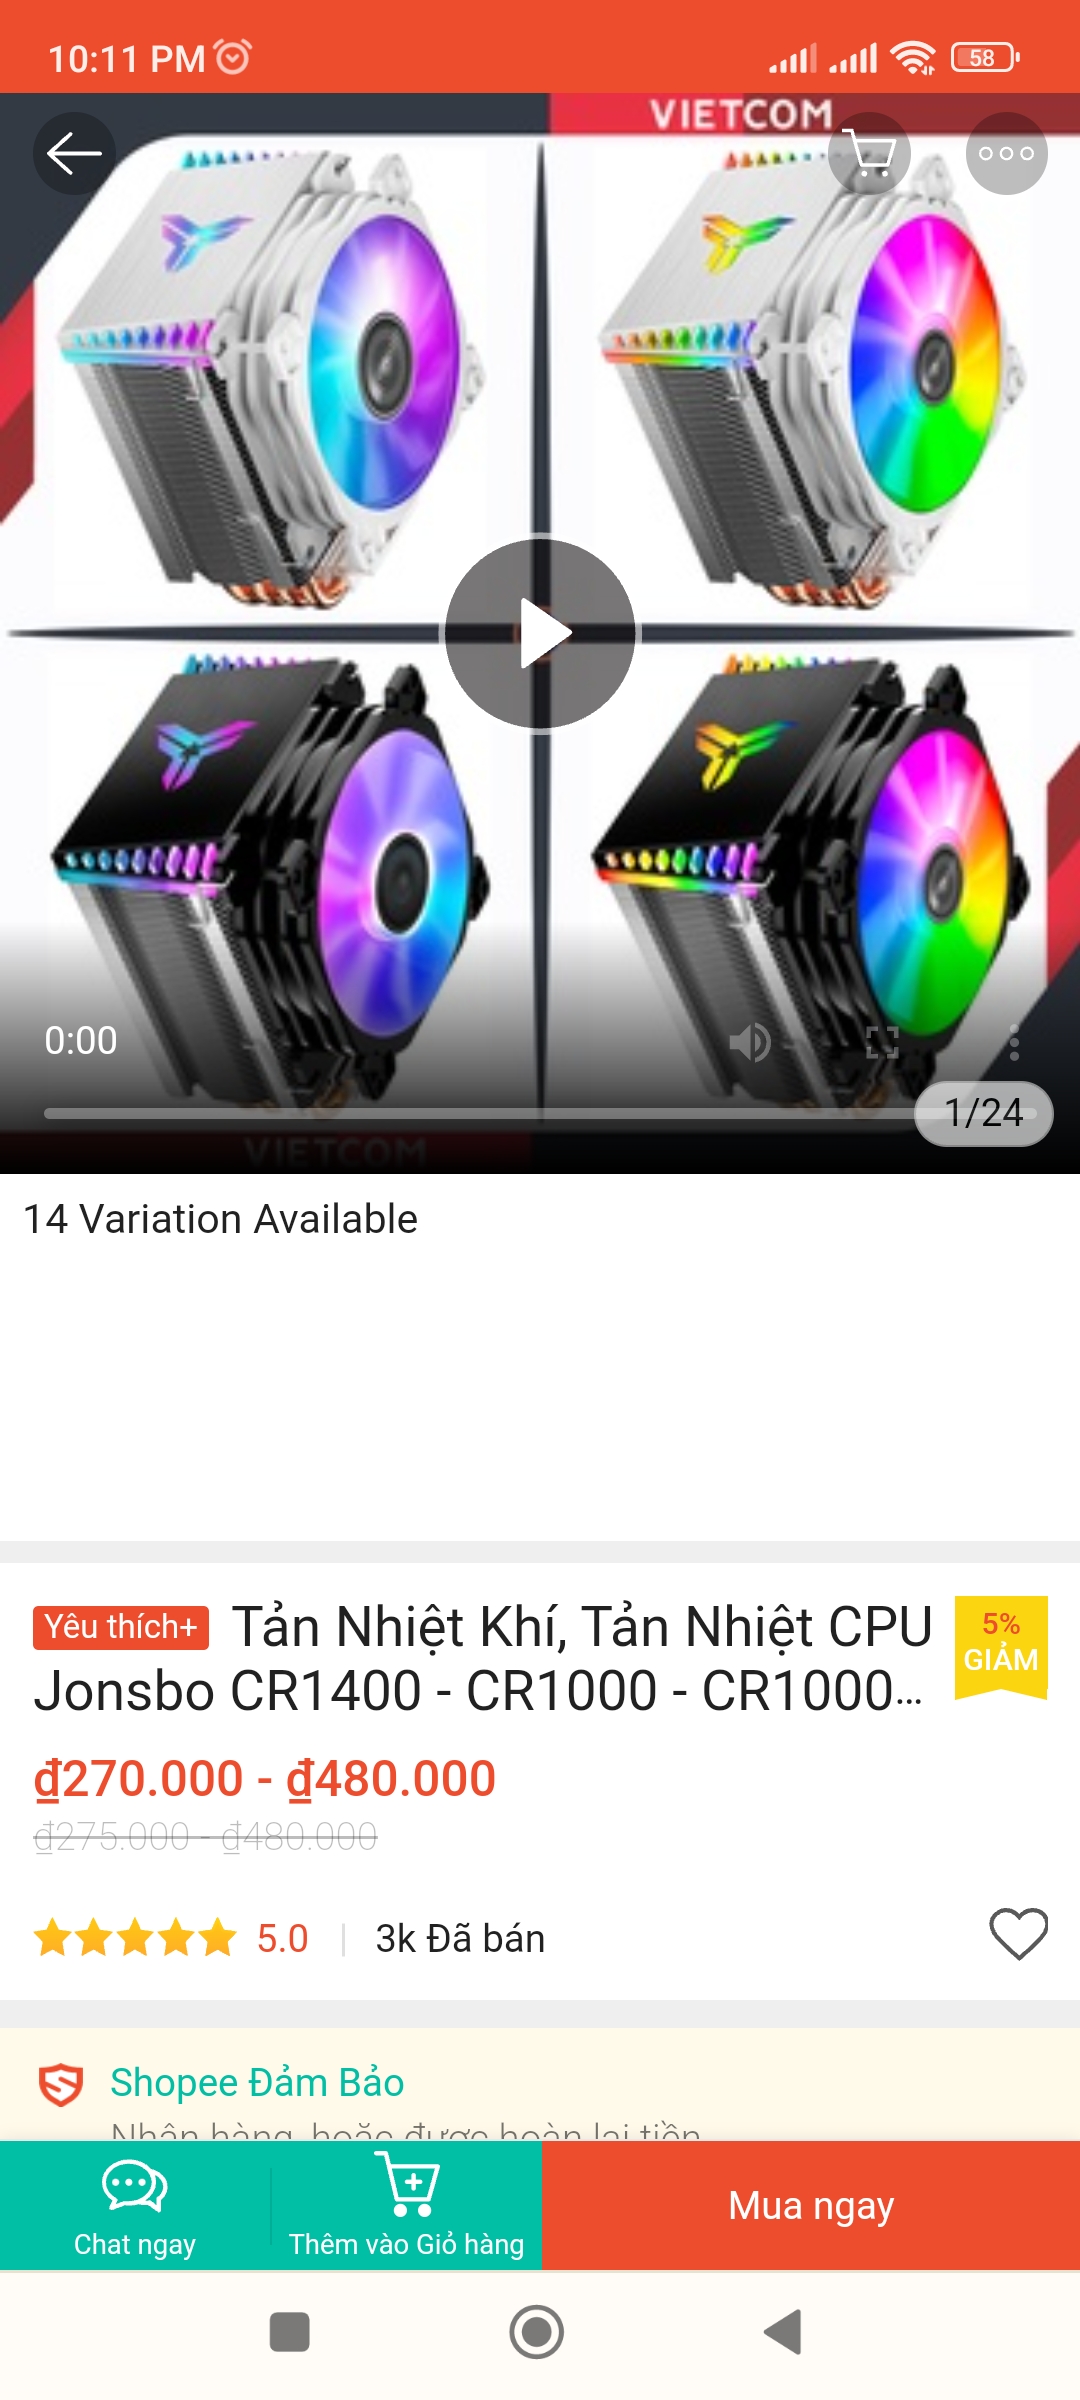 10:11 PM
58
VIETCOM
0:00
1/24
VIETCOM
14 Variation Available
Yêu thích+ Tản Nhiệt Khí, Tản Nhiệt CPU
Jonsbo CR1400 - CR1000 - CR1000...
5%
GIẢM
₫270.000 - ₫480.000
₫275.000 - ₫480.000
5.0
3k Đã bán
Shopee Đảm Bảo
Nhận hàng, hoặc được hoàn lại tiền
Chat ngay
Thêm vào Giỏ hàng
Mua ngay